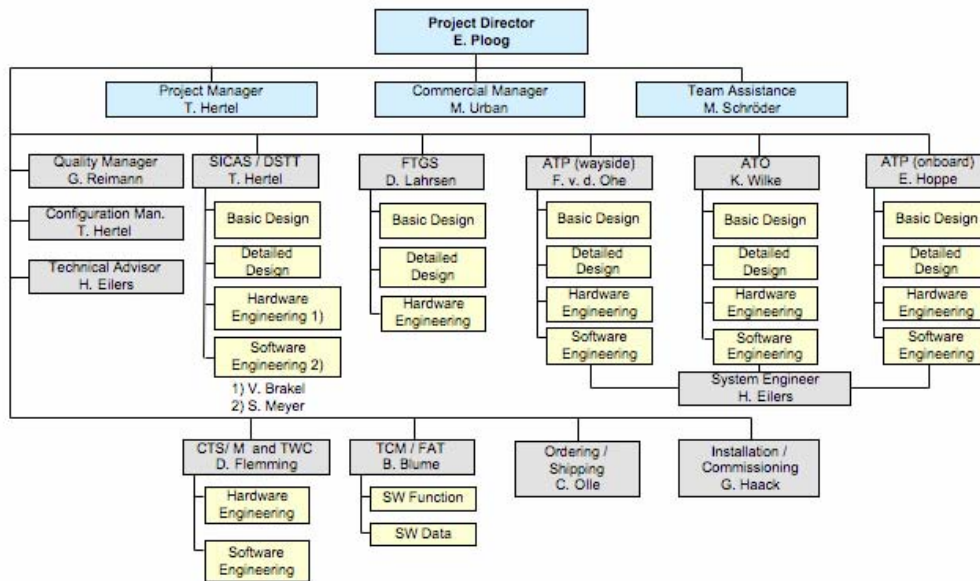 Project Director
E. Ploog
Project Manager
T. Hertel
Commercial Manager
M. Urban
Team Assistance
M. Schröder
Quality Manager
G. Reimann
Configuration Man.
T. Hertel
Technical Advisor
H. Eilers
SICAS / DSTT
T. Hertel
Basic Design
Detailed
Design
Hardware
Engineering 1)
Software
Engineering 2)
1) V. Brakel
2) S. Meyer
FTGS
D. Lahrsen
Basic Design
Detailed
Design
Hardware
Engineering
ATP (wayside)
F. v. d. Ohe
Basic Design
Detailed
Design
Hardware
Engineering
Software
Engineering
ATO
K. Wilke
Basic Design
Detailed
Design
Hardware
Engineering
Software
Engineering
ATP (onboard)
E. Hoppe
Basic Design
Detailed
Design
Hardware
Engineering
Software
Engineering
System Engineer
H. Eilers
CTS/ M and TWC
D. Flemming
Hardware
Engineering
Software
Engineering
TCM / FAT
B. Blume
SW Function
SW Data
Ordering /
Shipping
C. Olle
Installation /
Commissioning
G. Haack